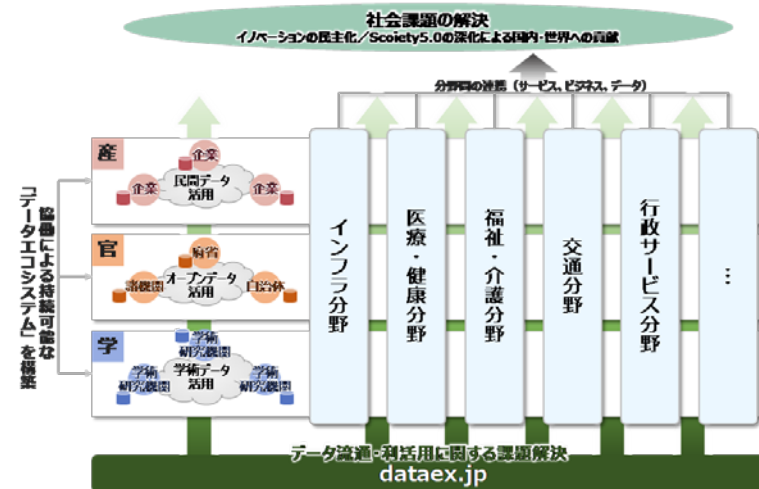 社会課題の解決
イノベーションの民主化/Scoiety5.0の深化による国内・世界への貢献
分野間の連携(サービス、ビジネス、データ)
協働による持続可能な
「データエコシステム」を構築
産
企業
企業
民間データ
活用
企業
官
府省
諸機関
オープンデータ
活用
自治体
学
学術
研究機関
学術
研究機関
学術データ
活用
学術
研究機関
インフラ分野
医療・健康分野
福祉・介護分野
交通分野
行政サービス分野
…
データ流通・利活用に関する課題解決
dataex.jp